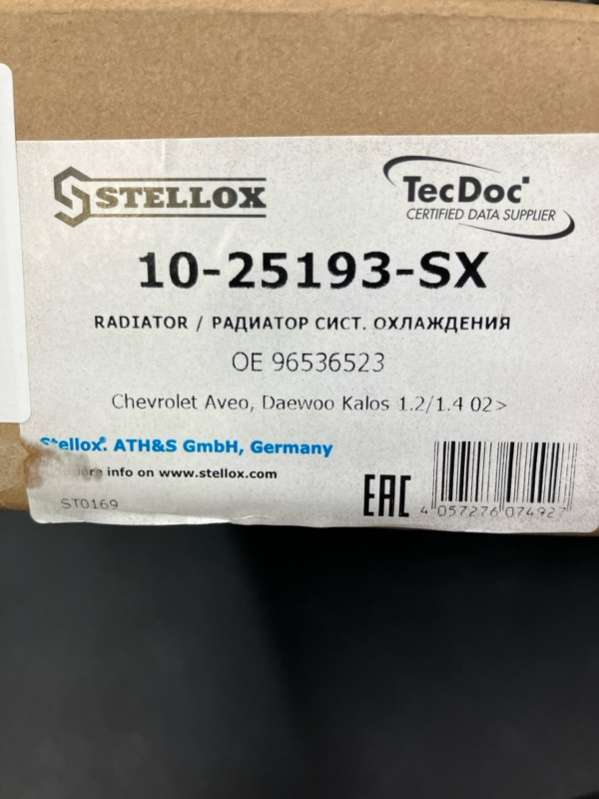 STELLOX
TecDoc
CERTIFIED DATA SUPPLIER
10-25193-SX
RADIATOR / РАДИАТОР СИСТ. ОХЛАЖДЕНИЯ
OE 96536523
Chevrolet Aveo, Daewoo Kalos 1.2/1.4 02>
Stellox. ATH&S GmbH, Germany
info on www.stellox.com
ST0169
EAC
4 057276 074927